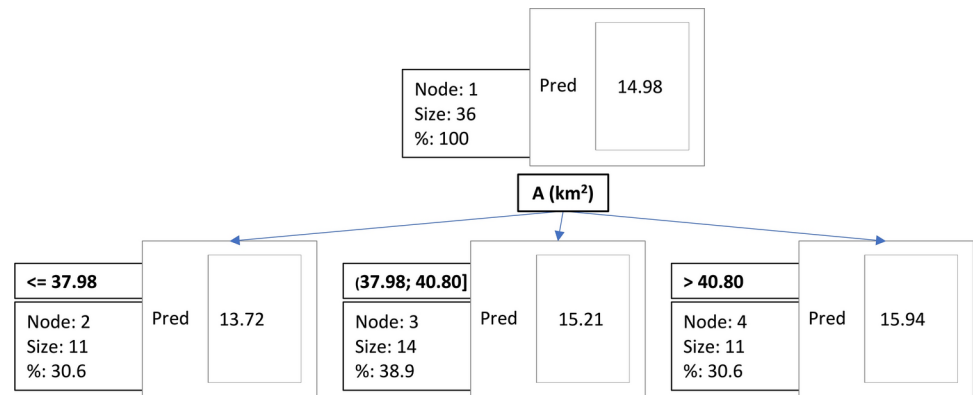 Node: 1
Size: 36
%: 100
Pred
14.98
A (km²)
<= 37.98
Node: 2
Size: 11
%: 30.6
Pred
13.72
(37.98; 40.80]
Node: 3
Size: 14
%: 38.9
Pred
15.21
> 40.80
Node: 4
Size: 11
%: 30.6
Pred
15.94